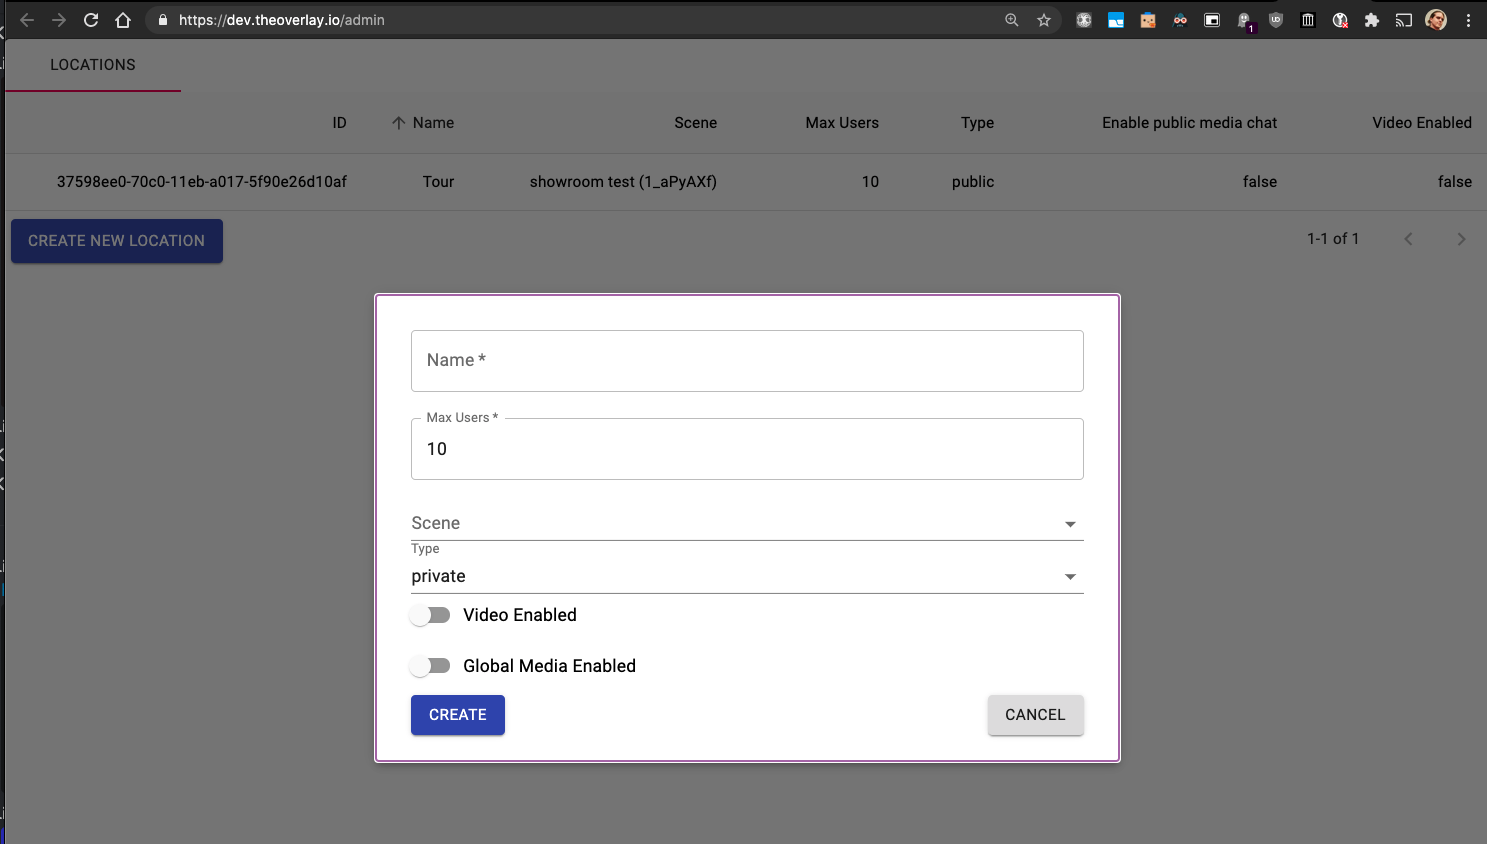 https://dev.theoverlay.io/admin
1
LOCATIONS
ID Name Scene Max Users Type Enable public media chat Video Enabled
37598ee0-70c0-11eb-a017-5f90e26d10af Tour showroom test (1_aPyAXf) 10 public false false
CREATE NEW LOCATION 1-1 of 1
Name *
Max Users *
10
Scene
Type
private
Video Enabled
Global Media Enabled
CREATE CANCEL